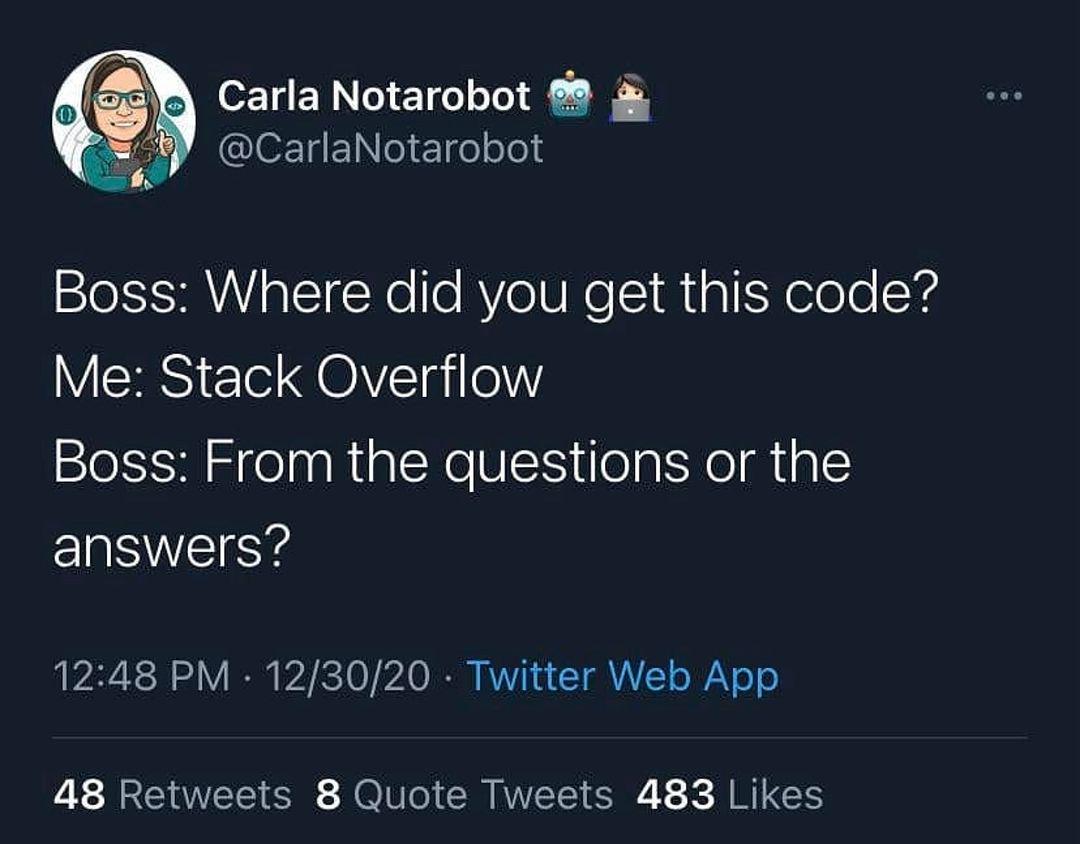 Carla Notarobot 🤖 👩🏻‍💻
@CarlaNotarobot
Boss: Where did you get this code?
Me: Stack Overflow
Boss: From the questions or the
answers?
12:48 PM · 12/30/20 · Twitter Web App
48 Retweets 8 Quote Tweets 483 Likes